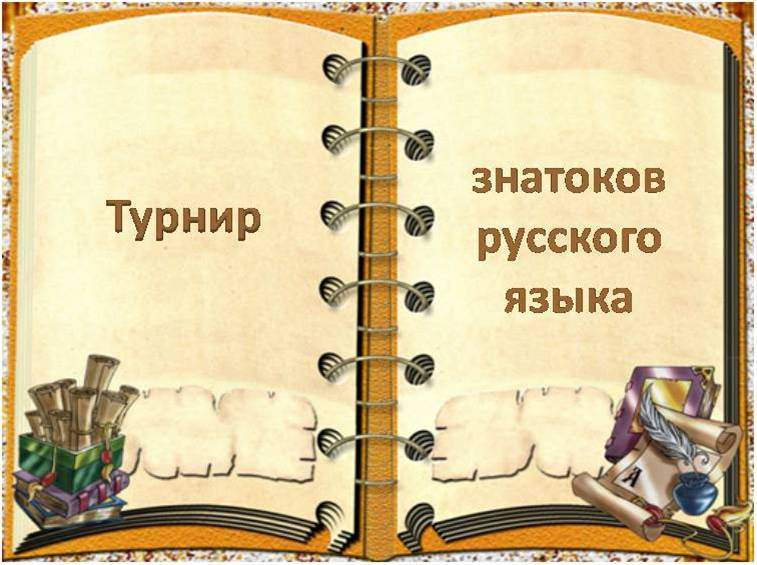 Турнир
знатоков
русского
языка
А